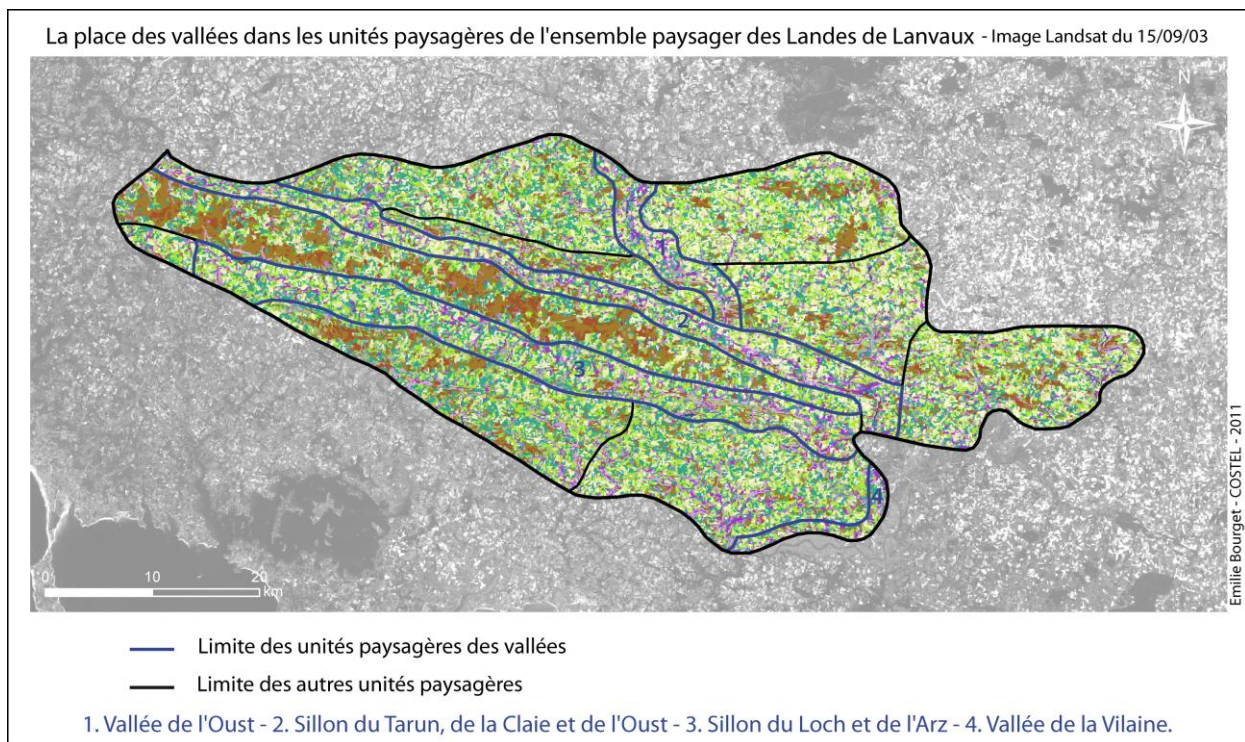 La place des vallées dans les unités paysagères de l'ensemble paysager des Landes de Lanvaux - Image Landsat du 15/09/03
N
1
2
3
4
0 10 20
km
Emilie Bourget - COSTEL - 2011
Limite des unités paysagères des vallées
Limite des autres unités paysagères
1. Vallée de l'Oust - 2. Sillon du Tarun, de la Claie et de l'Oust - 3. Sillon du Loch et de l'Arz - 4. Vallée de la Vilaine.